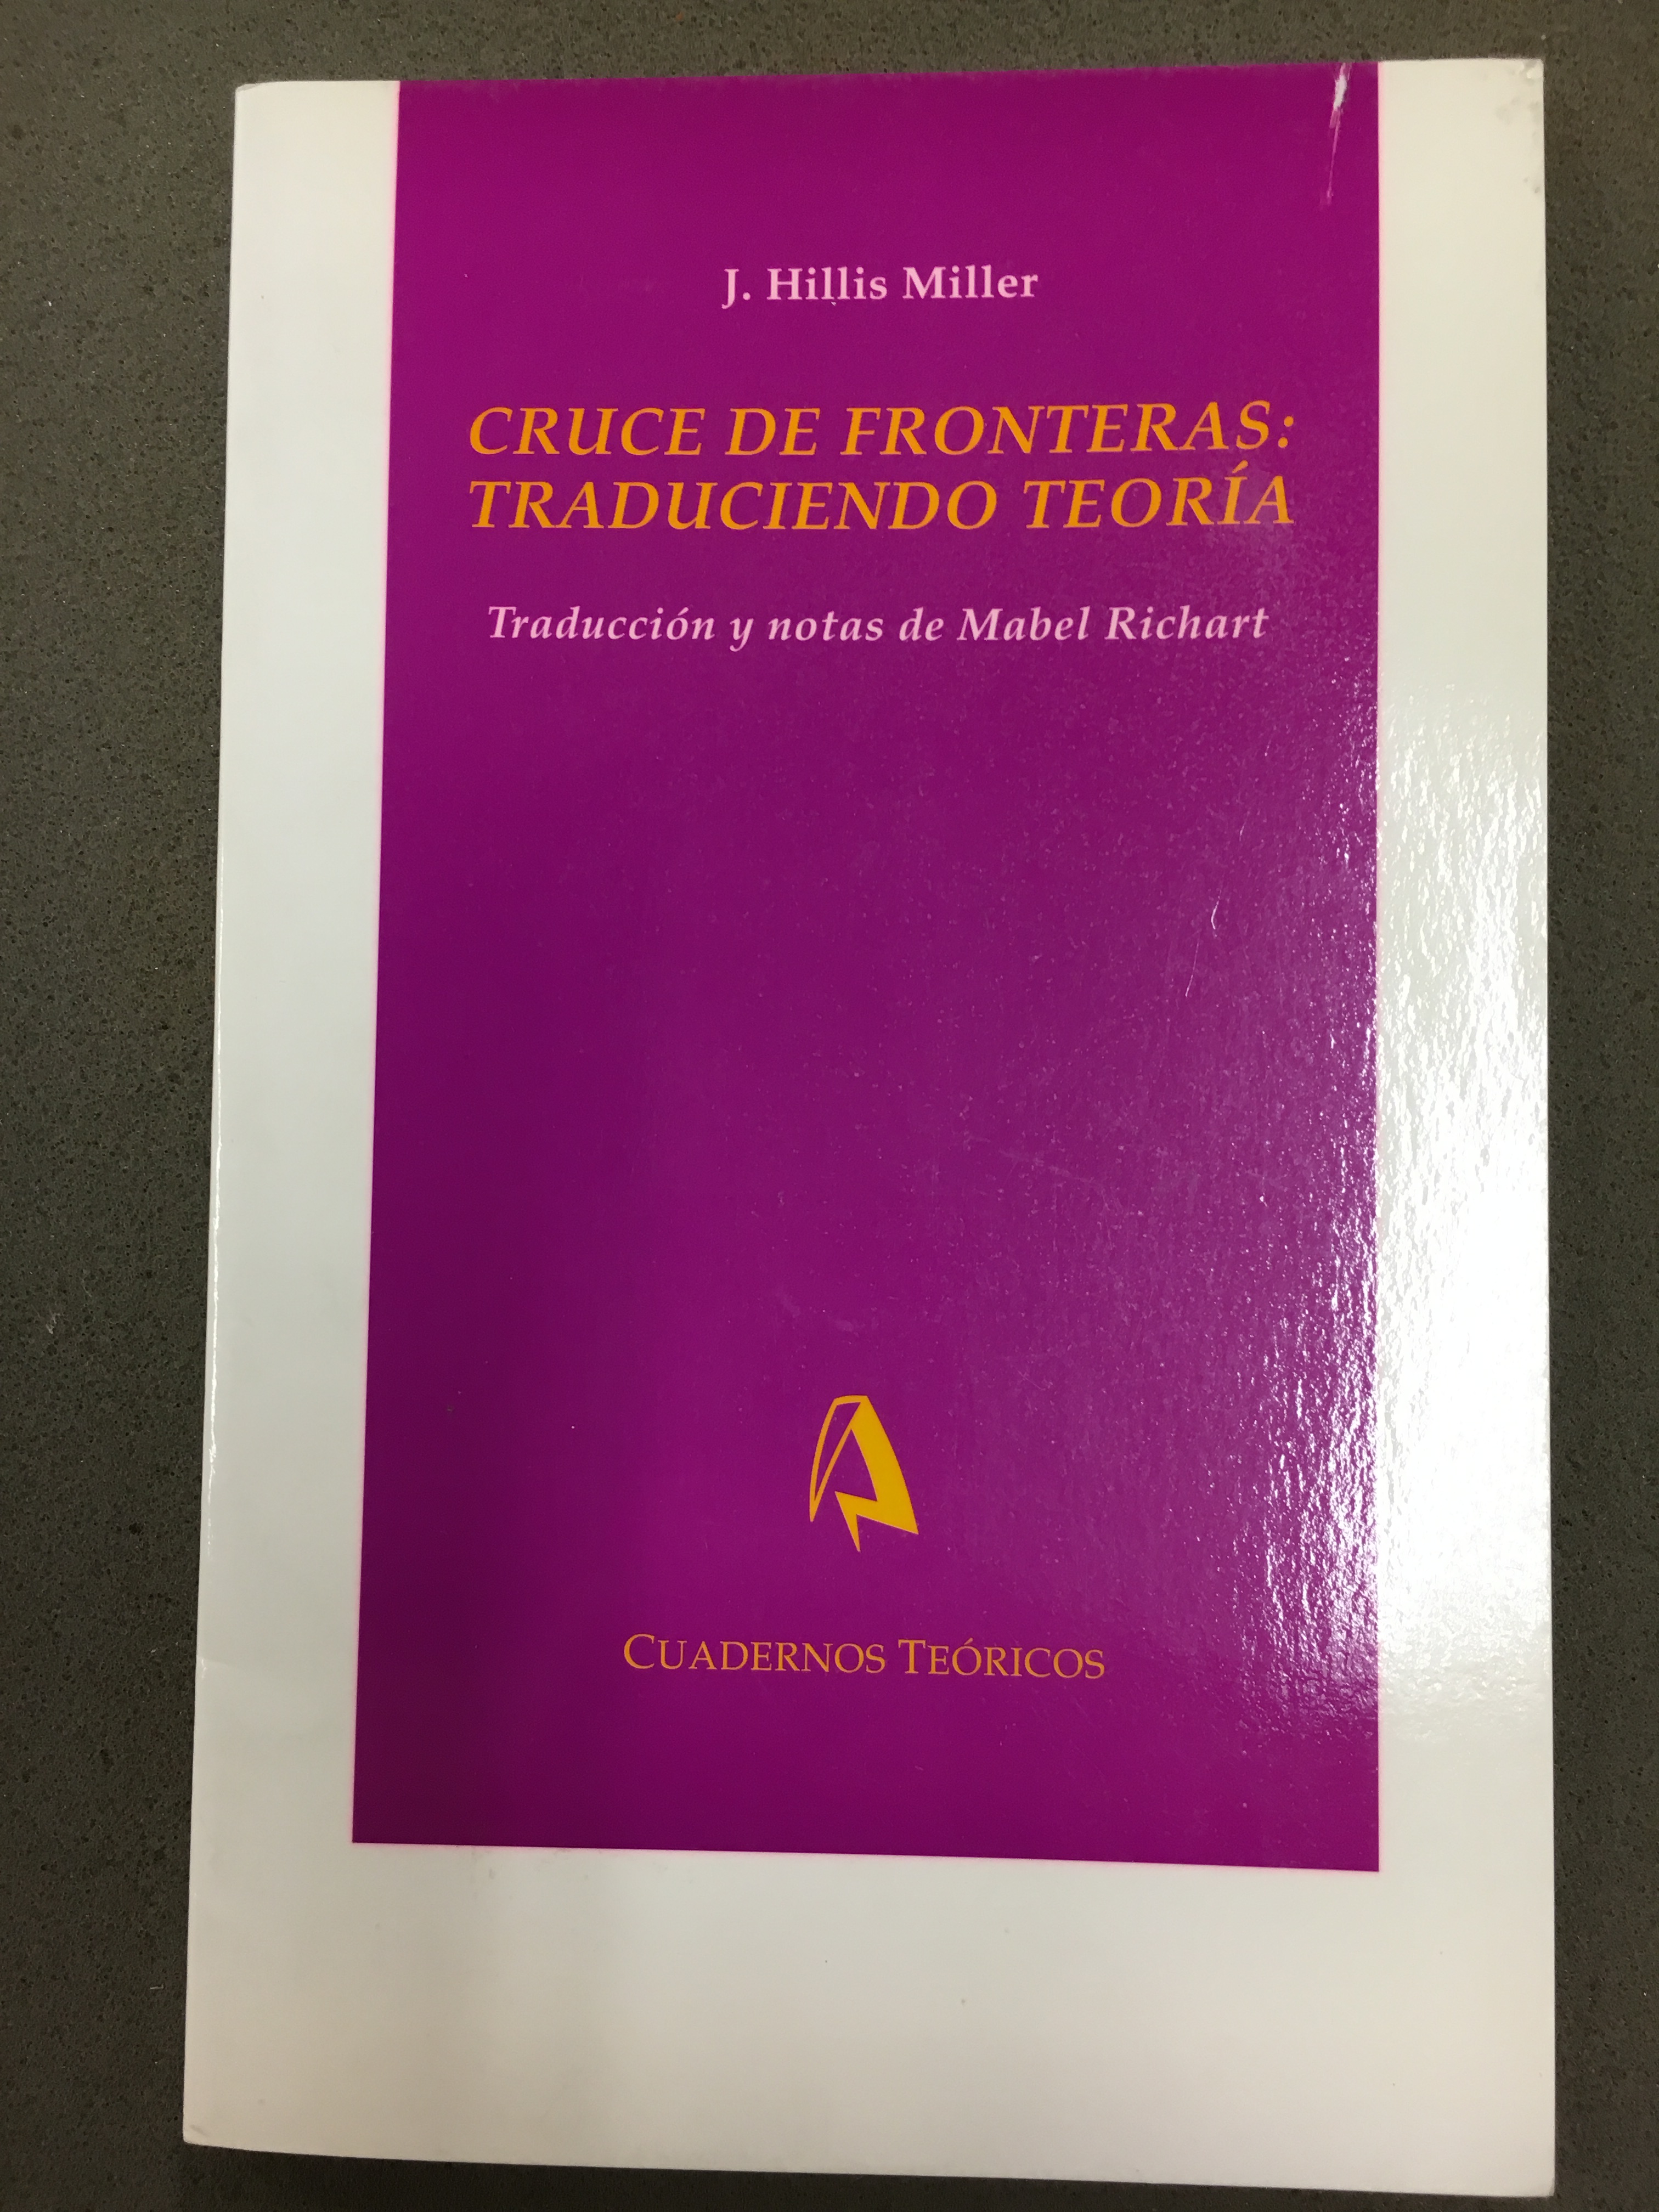 J. Hillis Miller
CRUCE DE FRONTERAS:
TRADUCIENDO TEORÍA
Traducción y notas de Mabel Richart
CUADERNOS TEÓRICOS